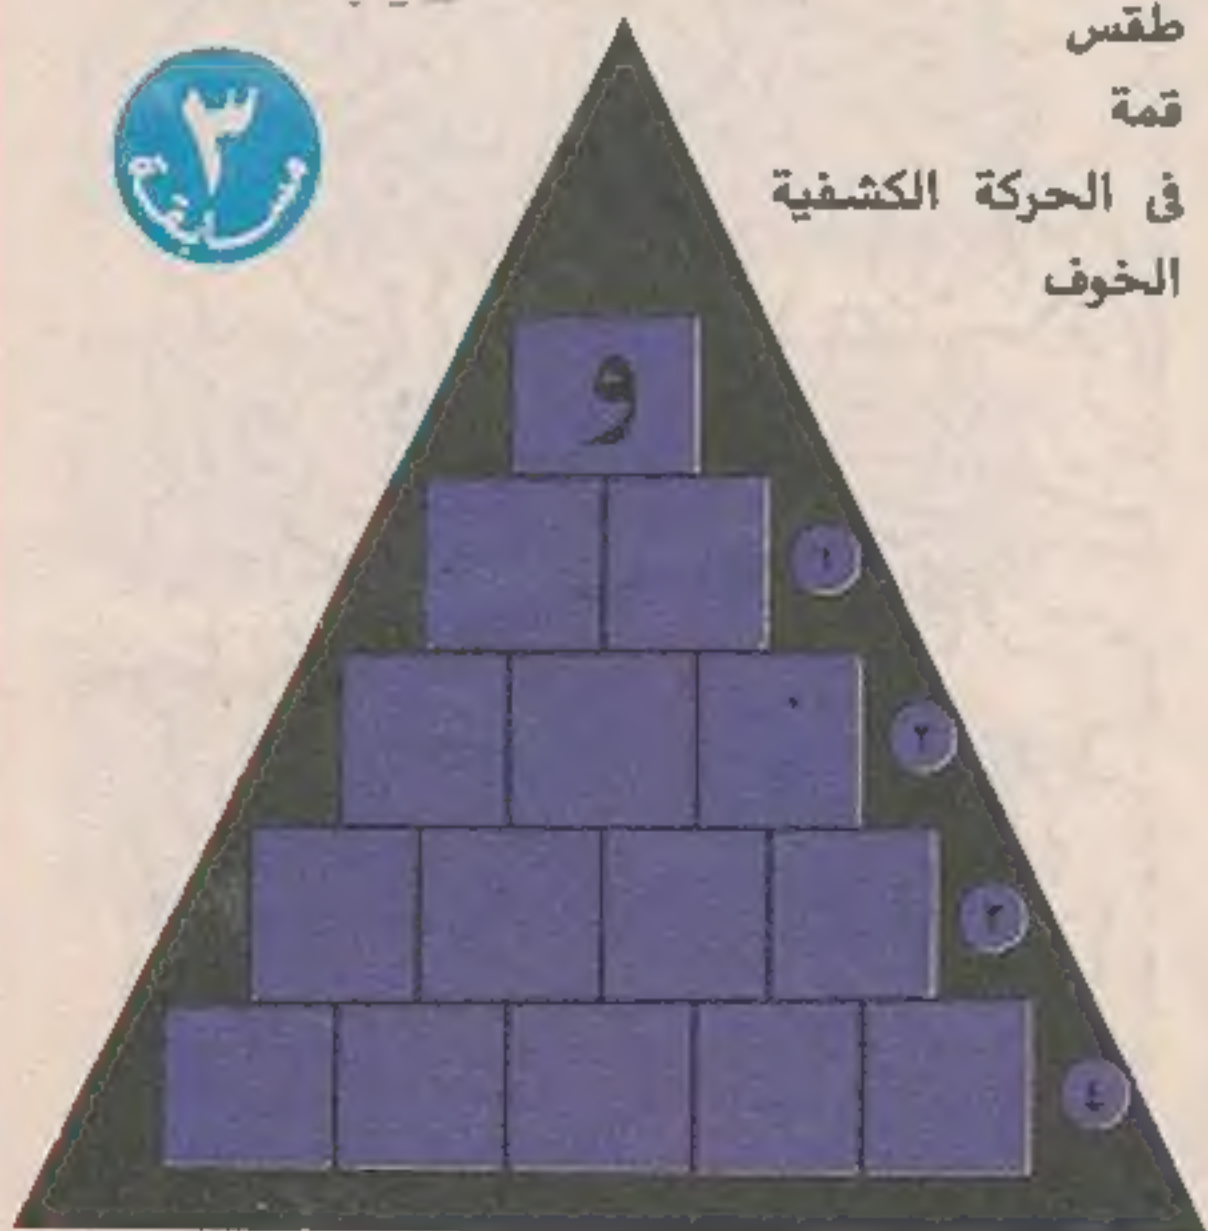 طقس
قمة
فى الحركة الكشفية
الخوف
٣
مسابقة
و
١
٢
٣
٤